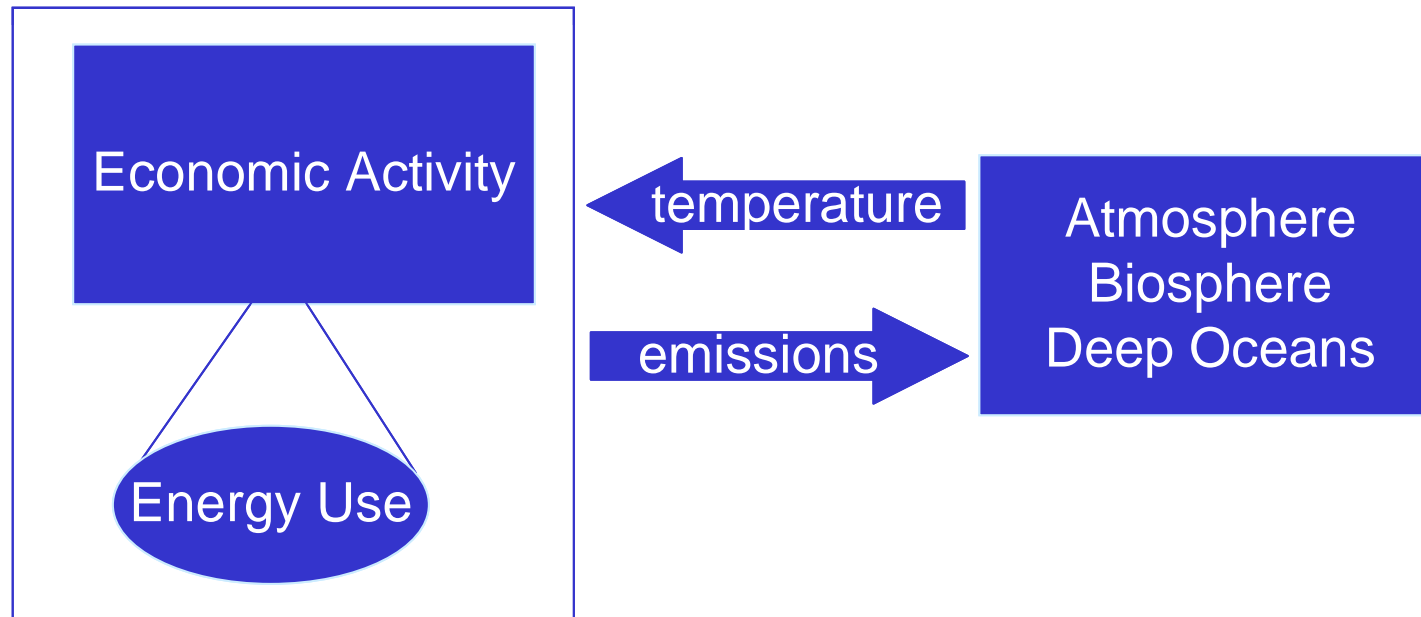 Economic Activity
Energy Use
temperature
emissions
Atmosphere
Biosphere
Deep Oceans